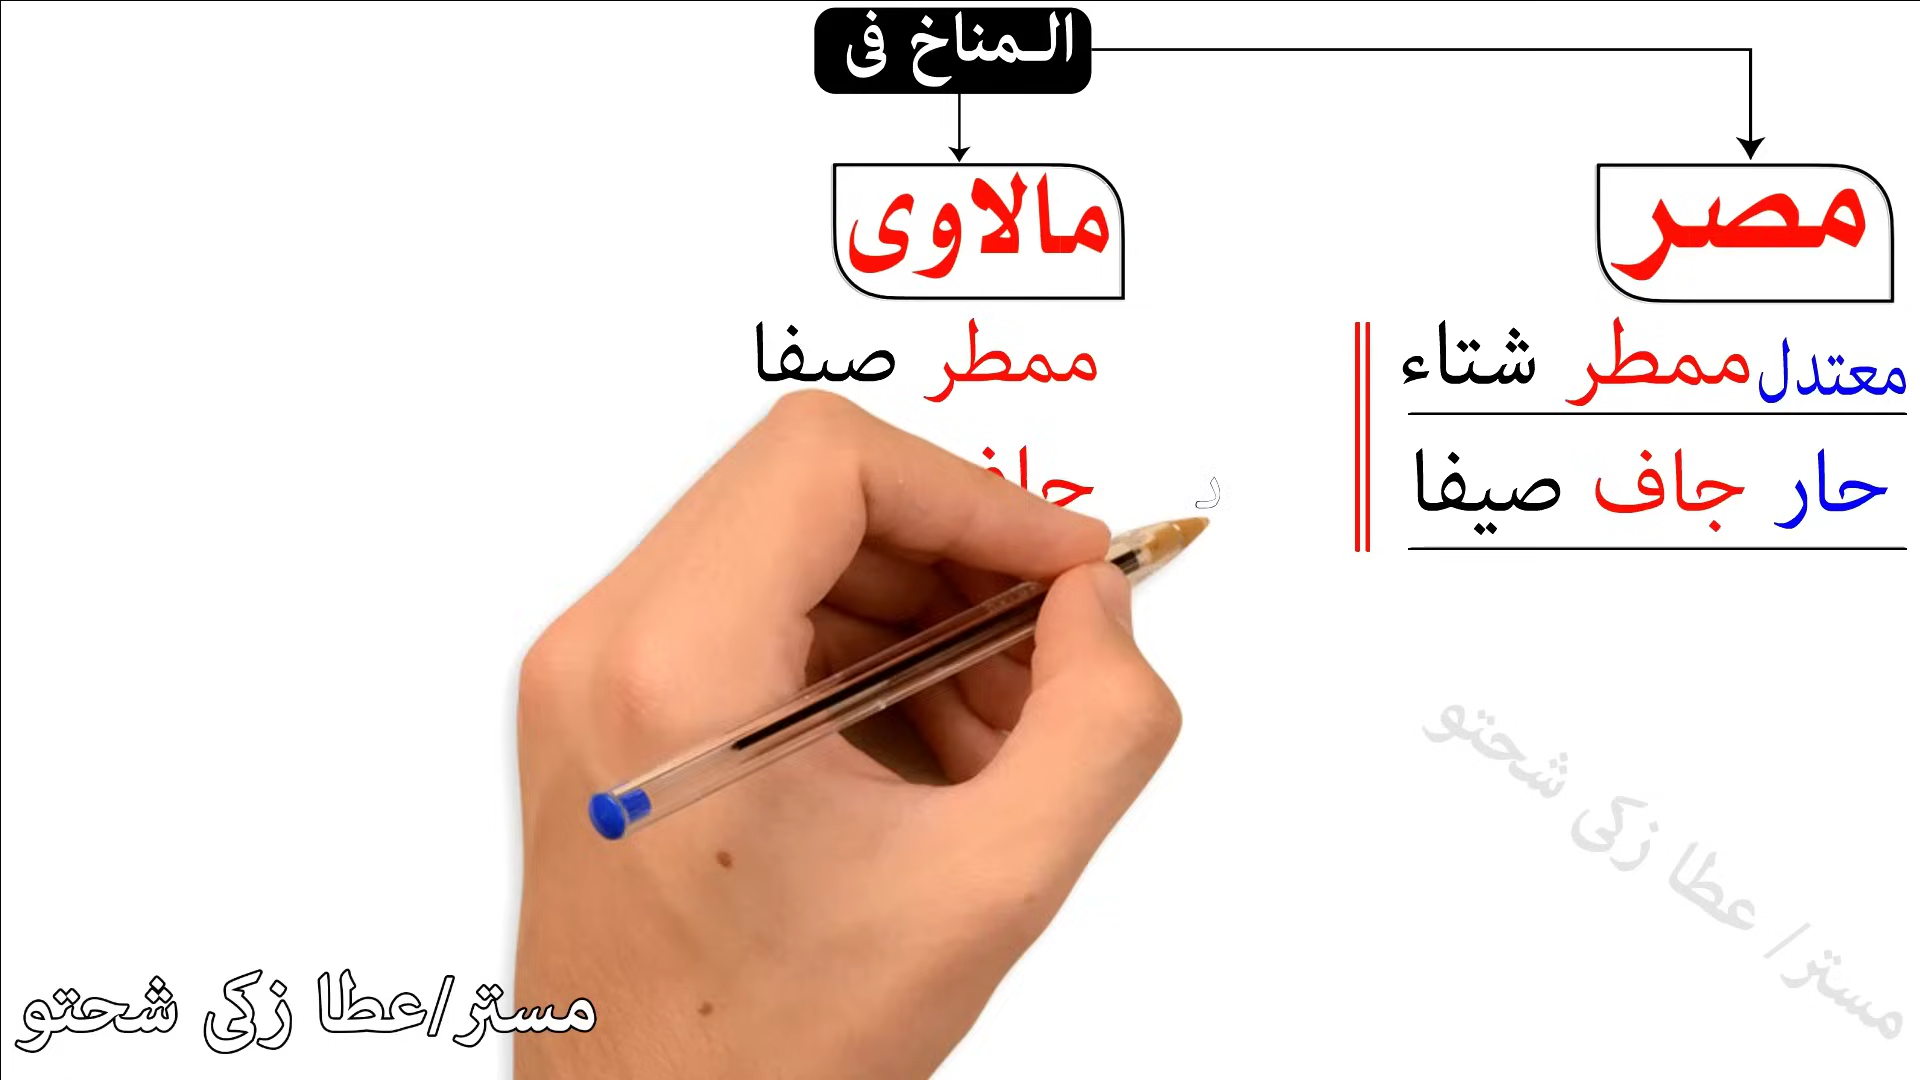 الـمناخ فى
مصر
معتدل ممطر شتاء
حار جاف صيفا
مالاوى
ممطر صيفا
مستر/ عطا زكى شحتو
مستر/عطا زكى شحتو